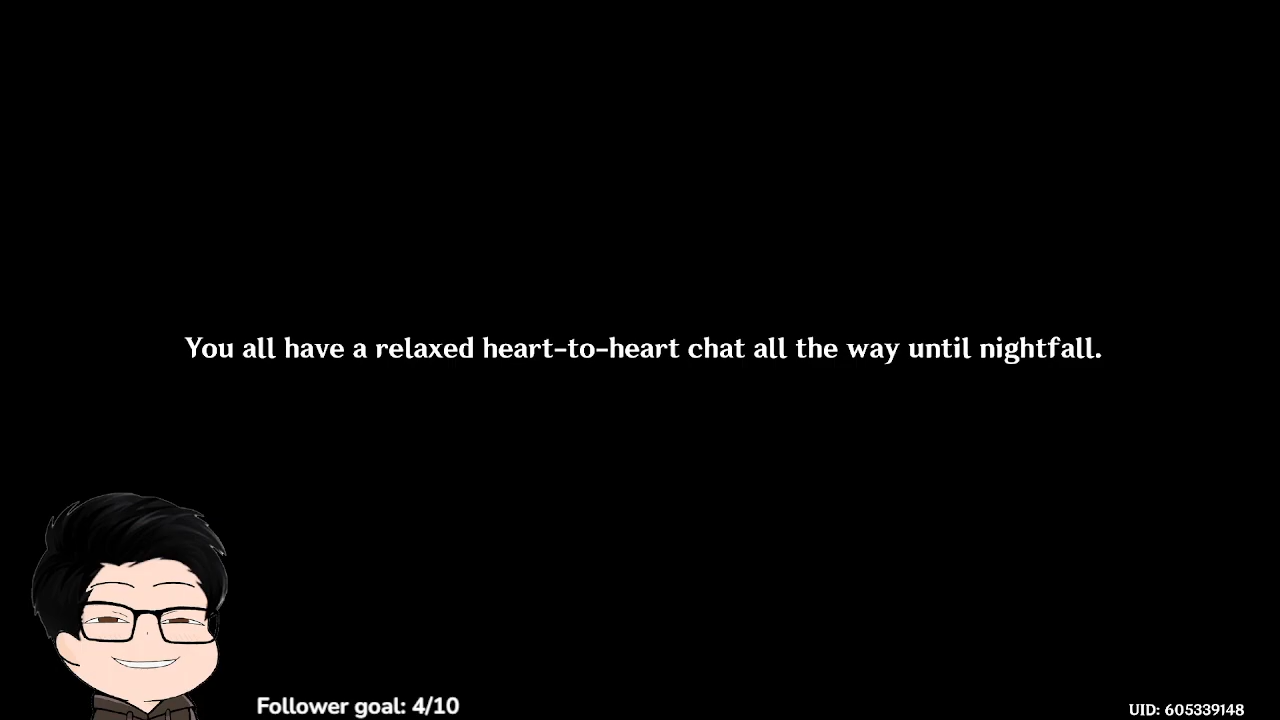 You all have a relaxed heart-to-heart chat all the way until nightfall.
Follower goal: 4/10
UID: 605339148